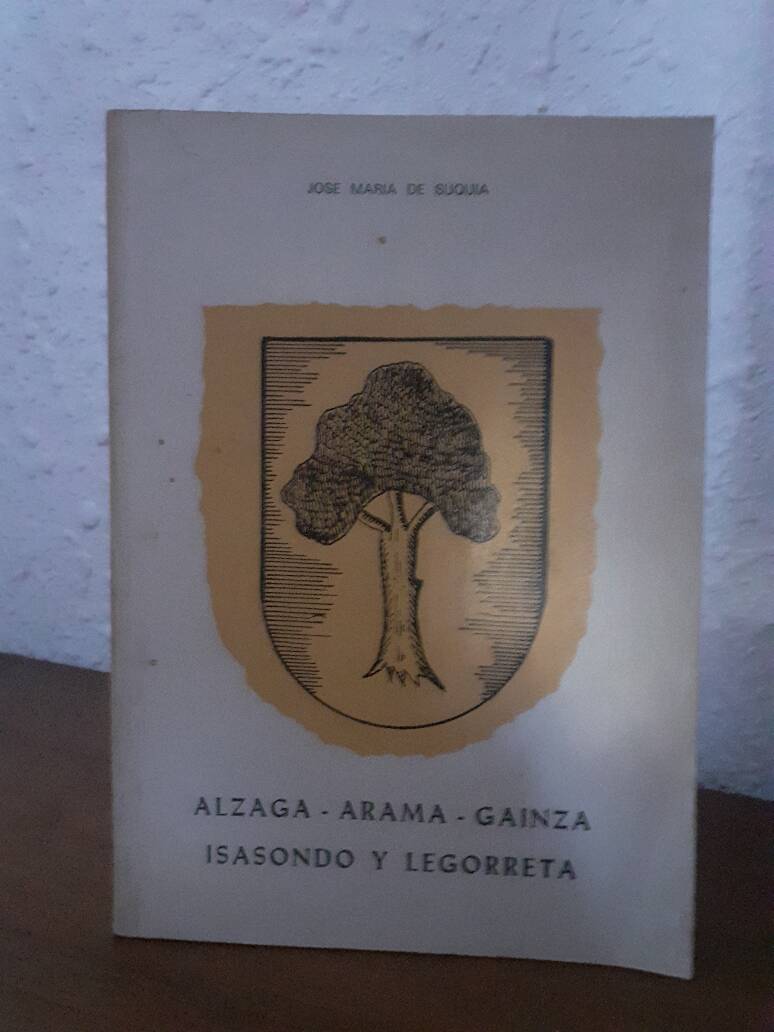 JOSE MARIA DE SUQUIA
ALZAGA - ARAMA - GAINZA
ISASONDO Y LEGORRETA